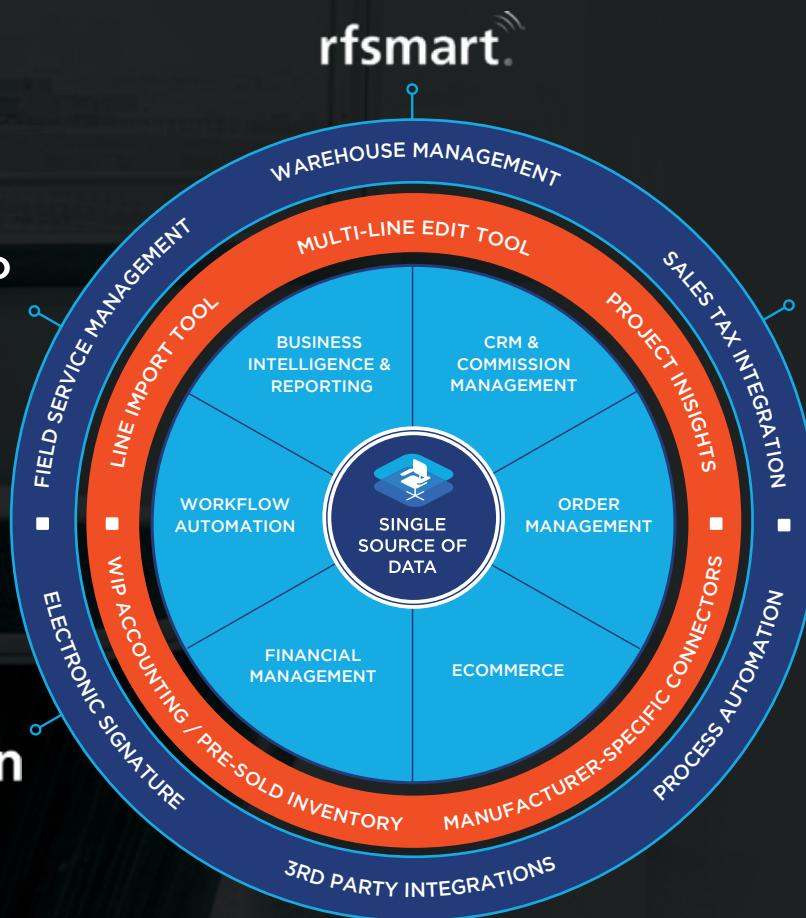 rfsmart
WAREHOUSE MANAGEMENT
FIELD SERVICE MANAGEMENT
SALES TAX INTEGRATION
MULTI-LINE EDIT TOOL
LINE IMPORT TOOL
PROJECT INISIGHTS
BUSINESS
INTELLIGENCE &
REPORTING
CRM &
COMMISSION
MANAGEMENT
WORKFLOW
AUTOMATION
SINGLE
SOURCE OF
DATA
ORDER
MANAGEMENT
FINANCIAL
MANAGEMENT
ECOMMERCE
WIP ACCOUNTING / PRE-SOLD INVENTORY
MANUFACTURER-SPECIFIC CONNECTORS
ELECTRONIC SIGNATURE
PROCESS AUTOMATION
3RD PARTY INTEGRATIONS